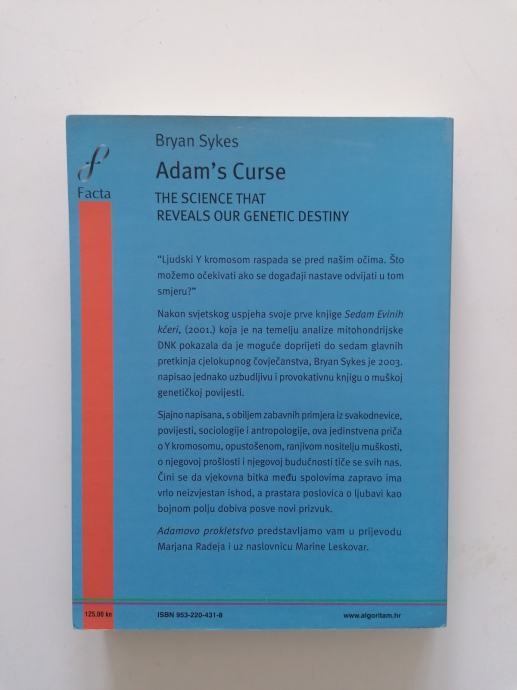 Bryan Sykes
Facta
Adam's Curse
THE SCIENCE THAT
REVEALS OUR GENETIC DESTINY
"Ljudski Y kromosom raspada se pred našim očima. Što
možemo očekivati ako se događaji nastave odvijati u tom
smjeru?"
Nakon svjetskog uspjeha svoje prve knjige Sedam Evinih
kćeri, (2001.) koja je na temelju analize mitohondrijske
DNK pokazala da je moguće doprijeti do sedam glavnih
pretkinja cjelokupnog čovječanstva, Bryan Sykes je 2003.
napisao jednako uzbudljivu i provokativnu knjigu o muškoj
genetičkoj povijesti.
Sjajno napisana, s obiljem zabavnih primjera iz svakodnevice,
povijesti, sociologije i antropologije, ova jedinstvena priča
o Y kromosomu, opustošenom, ranjivom nositelju muškosti,
o njegovoj prošlosti i njegovoj budućnosti tiče se svih nas.
Čini se da vjekovna bitka među spolovima zapravo ima
vrlo neizvjestan ishod, a prastara poslovica o ljubavi kao
bojnom polju dobiva posve novi prizvuk.
Adamovo prokletstvo predstavljamo vam u prijevodu
Marjana Radeja i uz naslovnicu Marine Leskovar.
125,00 kn
ISBN 953-220-431-8
www.algoritam.hr